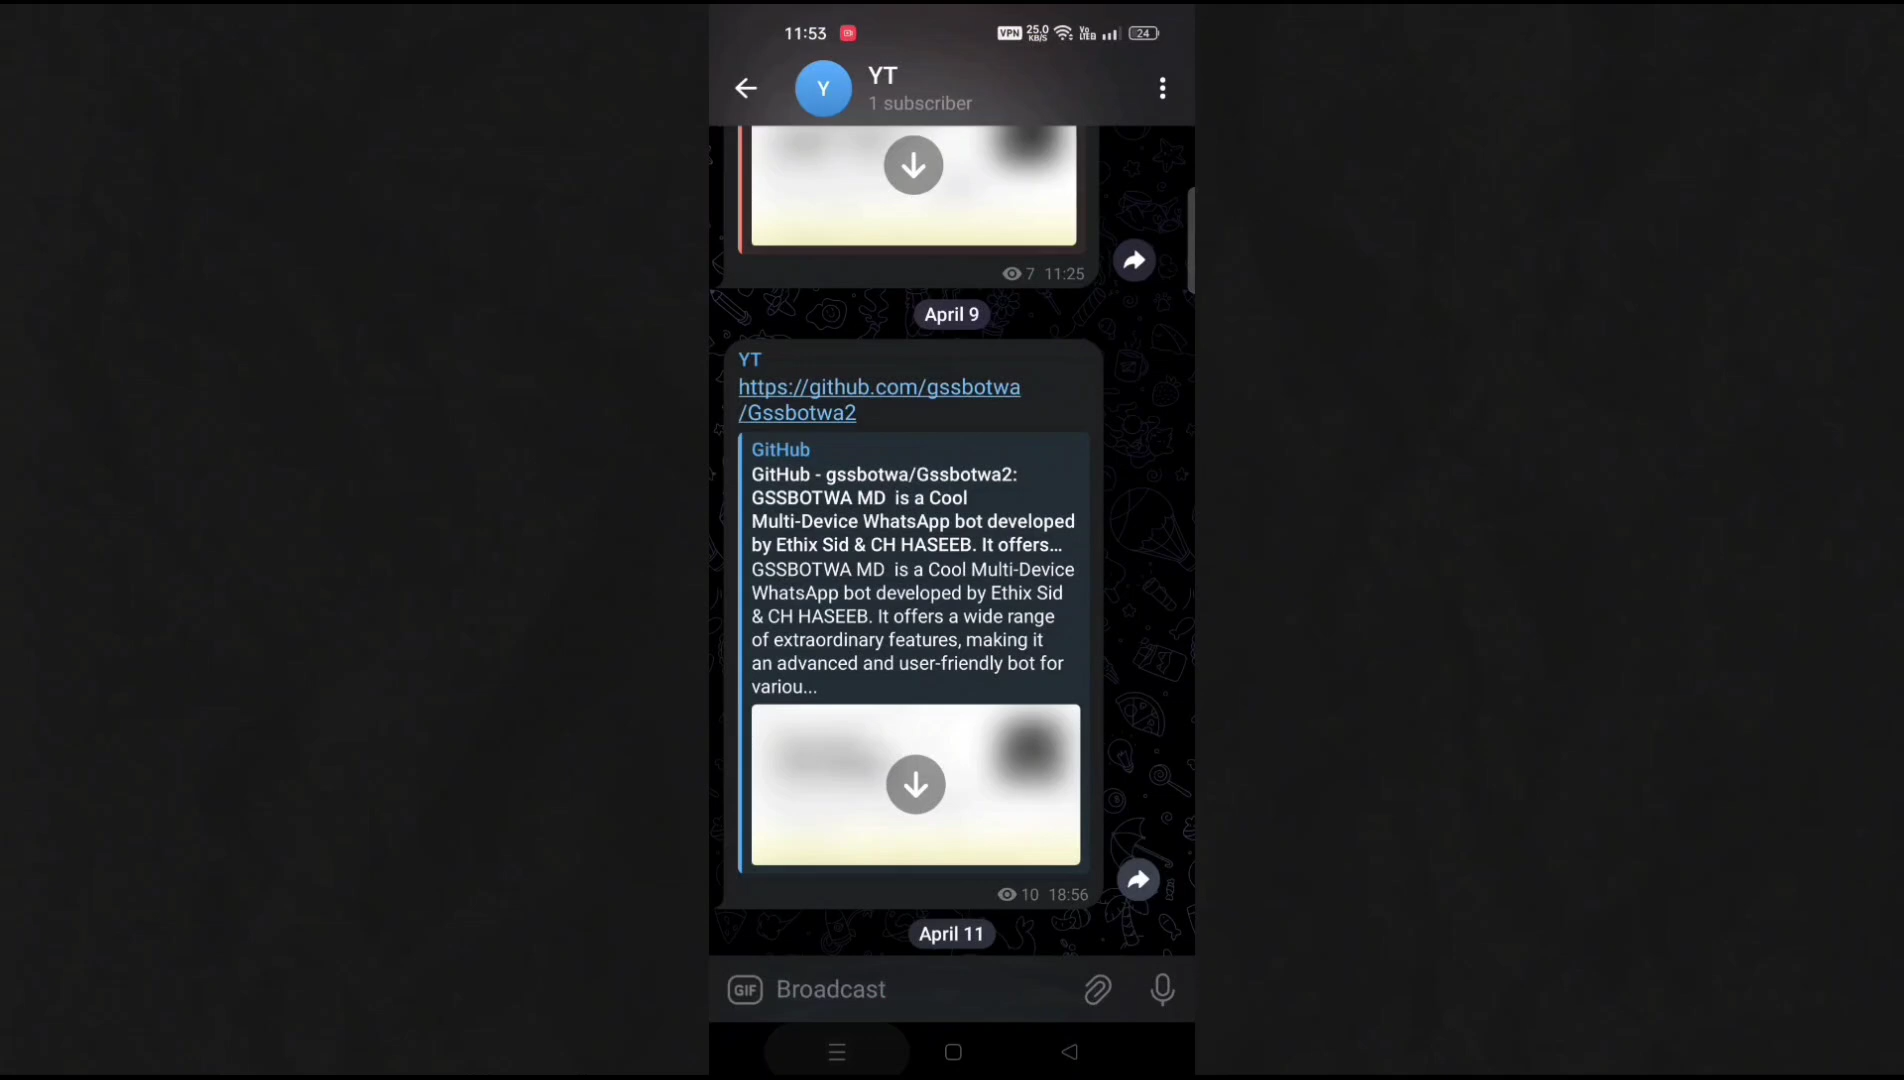 11:53
VPN 25.0 KB/S Vo LTED 24
Y
YT
1 subscriber
7 11:25
April 9
YT
https://github.com/gssbotwa
/Gssbotwa2
GitHub
GitHub - gssbotwa/Gssbotwa2:
GSSBOTWA MD is a Cool
Multi-Device WhatsApp bot developed
by Ethix Sid & CH HASEEB. It offers...
GSSBOTWA MD is a Cool Multi-Device
WhatsApp bot developed by Ethix Sid
& CH HASEEB. It offers a wide range
of extraordinary features, making it
an advanced and user-friendly bot for
variou...
10 18:56
April 11
GIF Broadcast